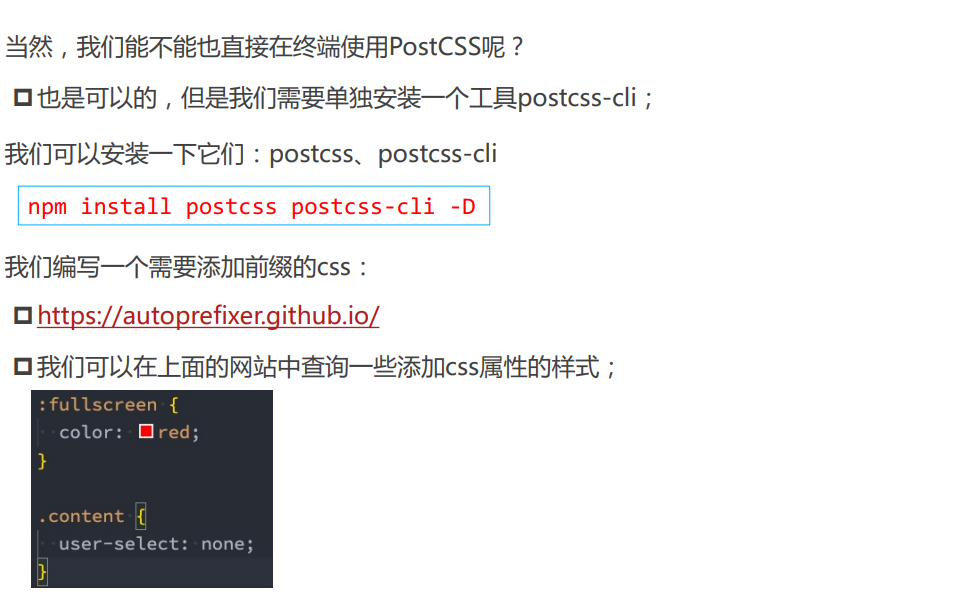 当然，我们能不能也直接在终端使用PostCSS呢？
也是可以的，但是我们需要单独安装一个工具postcss-cli；
我们可以安装一下它们：postcss、postcss-cli
npm install postcss postcss-cli -D
我们编写一个需要添加前缀的css：
https://autoprefixer.github.io/
我们可以在上面的网站中查询一些添加css属性的样式；
:fullscreen {
  color: red;
}
.content {
  user-select: none;
}